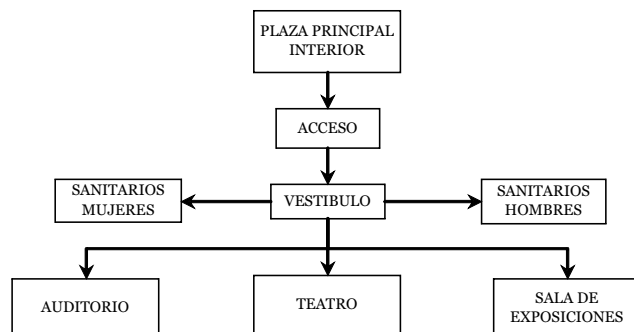 PLAZA PRINCIPAL
INTERIOR
ACCESO
SANITARIOS
MUJERES
VESTIBULO
SANITARIOS
HOMBRES
AUDITORIO
TEATRO
SALA DE
EXPOSICIONES